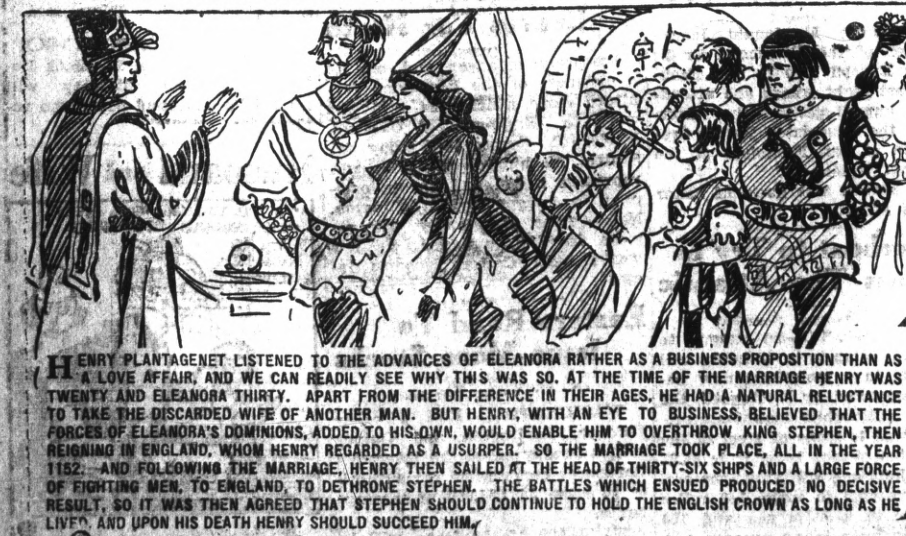 HENRY PLANTAGENET LISTENED TO THE ADVANCES OF ELEANORA RATHER AS A BUSINESS PROPOSITION THAN AS
A LOVE AFFAIR, AND WE CAN READILY SEE WHY THIS WAS SO. AT THE TIME OF THE MARRIAGE HENRY WAS
TWENTY AND ELEANORA THIRTY. APART FROM THE DIFFERENCE IN THEIR AGES, HE HAD A NATURAL RELUCTANCE
TO TAKE THE DISCARDED WIFE OF ANOTHER MAN. BUT HENRY, WITH AN EYE TO BUSINESS, BELIEVED THAT THE
FORCES OF ELEANORA'S DOMINIONS, ADDED TO HIS OWN, WOULD ENABLE HIM TO OVERTHROW KING STEPHEN, THEN
REIGNING IN ENGLAND, WHOM HENRY REGARDED AS A USURPER. SO THE MARRIAGE TOOK PLACE, ALL IN THE YEAR
1152. AND FOLLOWING THE MARRIAGE, HENRY THEN SAILED AT THE HEAD OF THIRTY-SIX SHIPS AND A LARGE FORCE
OF FIGHTING MEN, TO ENGLAND, TO DETHRONE STEPHEN. THE BATTLES WHICH ENSUED PRODUCED NO DECISIVE
RESULT, SO IT WAS THEN AGREED THAT STEPHEN SHOULD CONTINUE TO HOLD THE ENGLISH CROWN AS LONG AS HE
LIVED, AND UPON HIS DEATH HENRY SHOULD SUCCEED HIM.